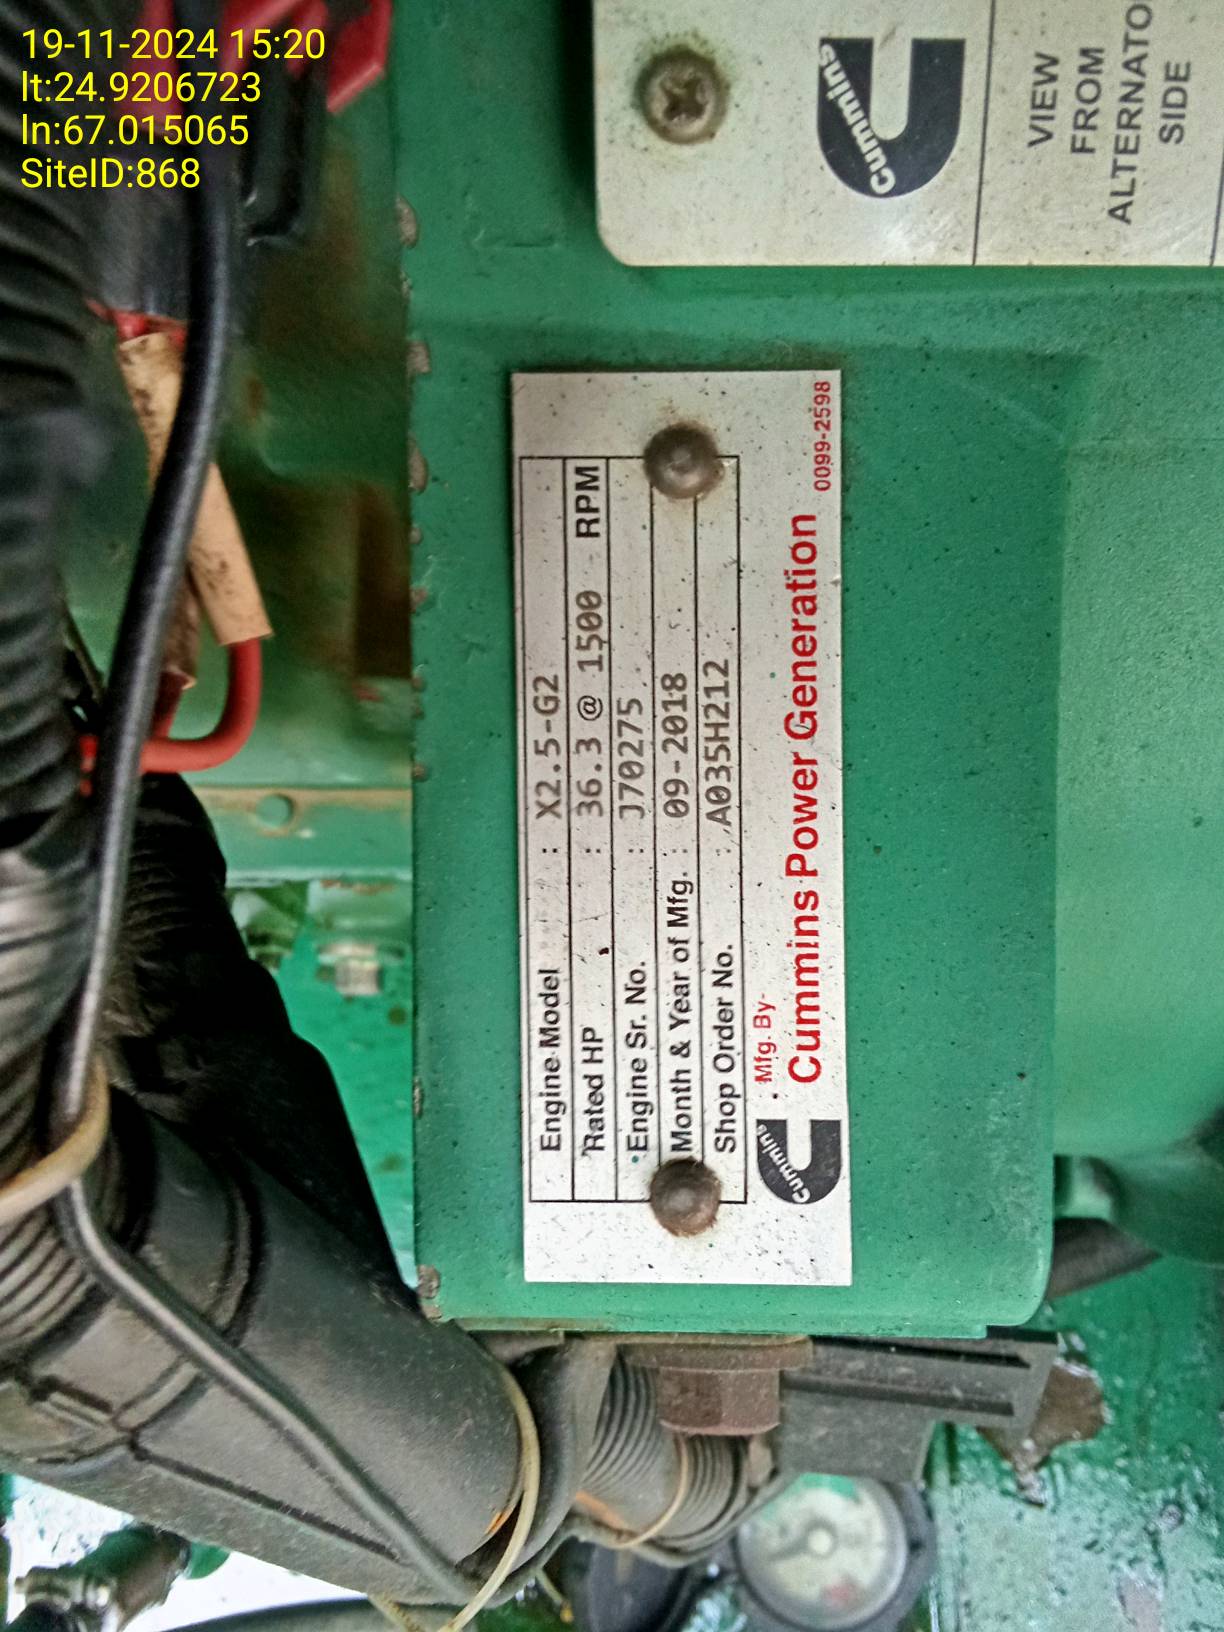 19-11-2024 15:20
lt:24.9206723
ln:67.015065
SiteID:868
Cummins
VIEW
FROM
ALTERNATO
SIDE
Engine Model : X2.5-G2
Rated HP : 36.3 @ 1500 RPM
Engine Sr. No. : J70275
Month & Year of Mfg. : 09-2018
Shop Order No. : A035H212
Cummins
Mfg. By-
Cummins Power Generation
0099-2598